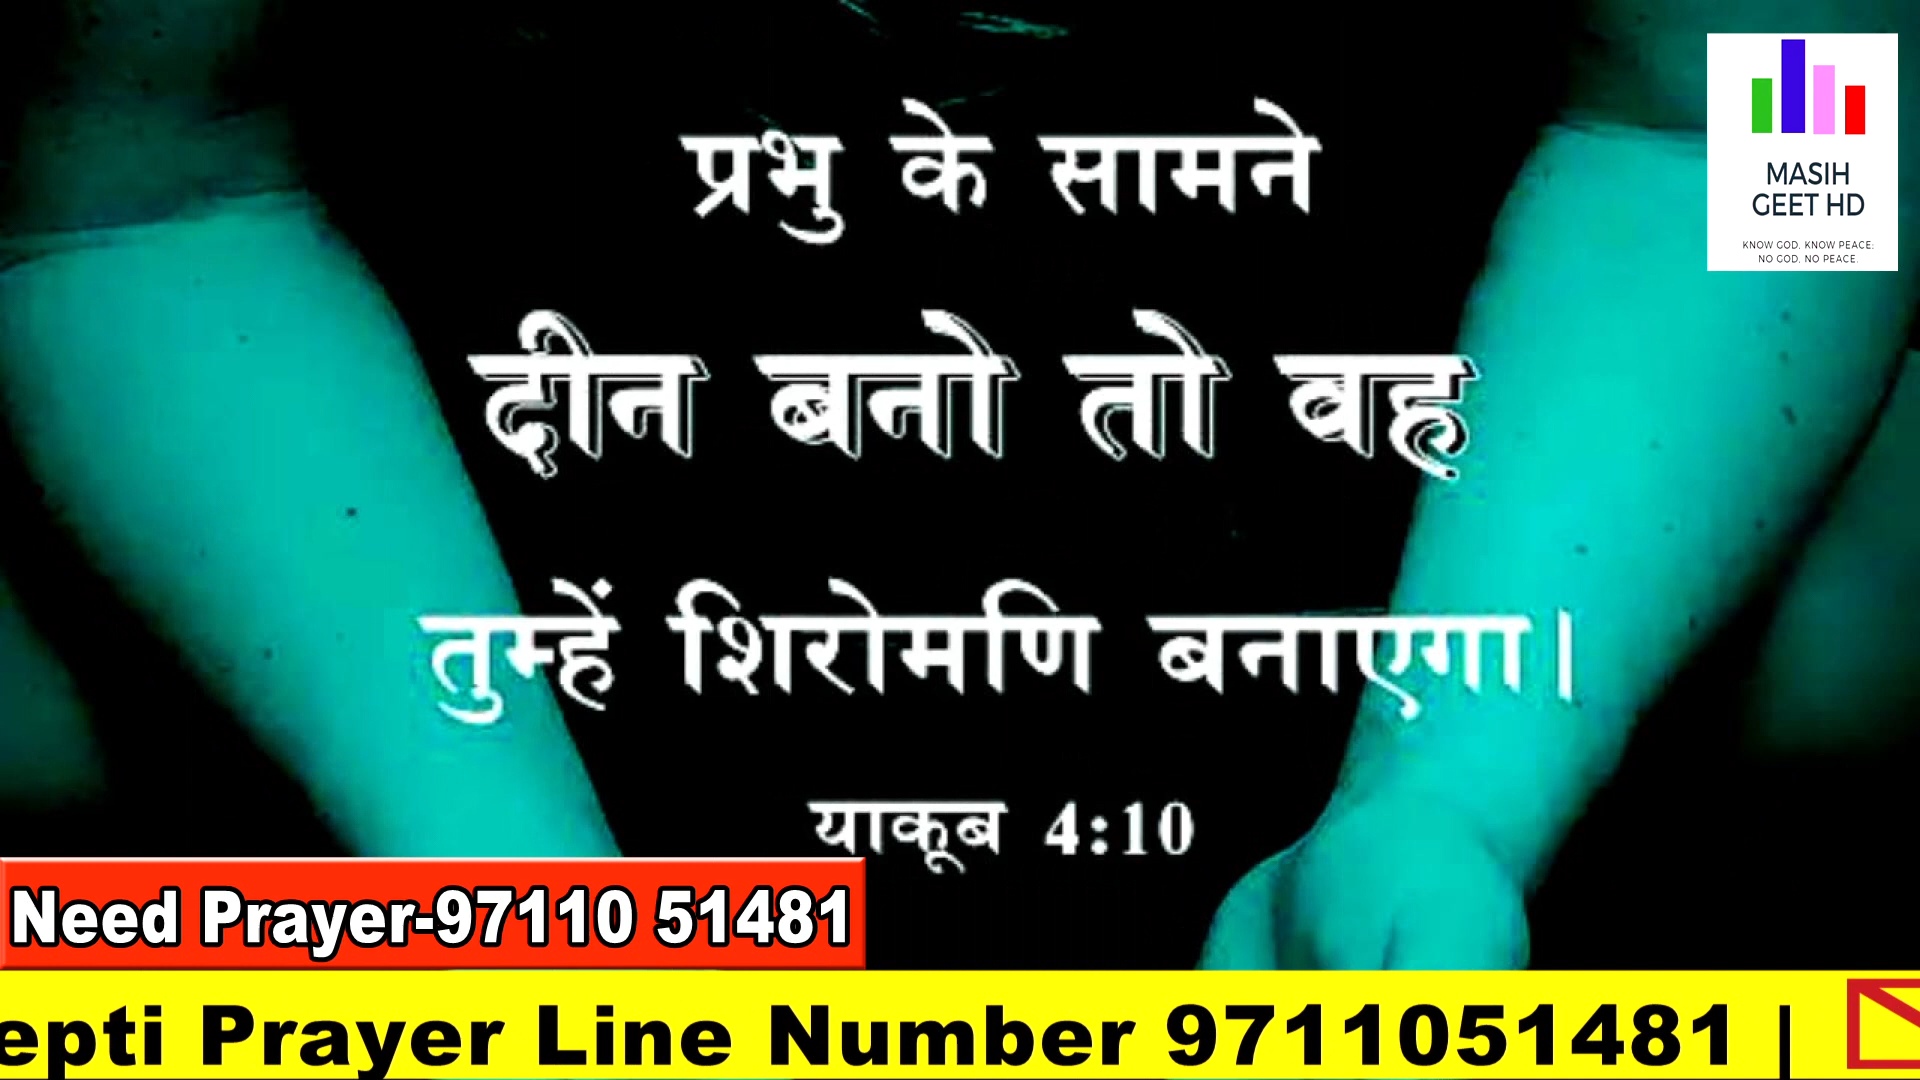 प्रभु के सामने
दीन बनो तो वह
तुम्हें शिरोमणि बनाएगा।
याकूब 4:10
MASIH
GEET HD
KNOW GOD, KNOW PEACE;
NO GOD, NO PEACE.
Need Prayer-97110 51481
epti Prayer Line Number 9711051481 |